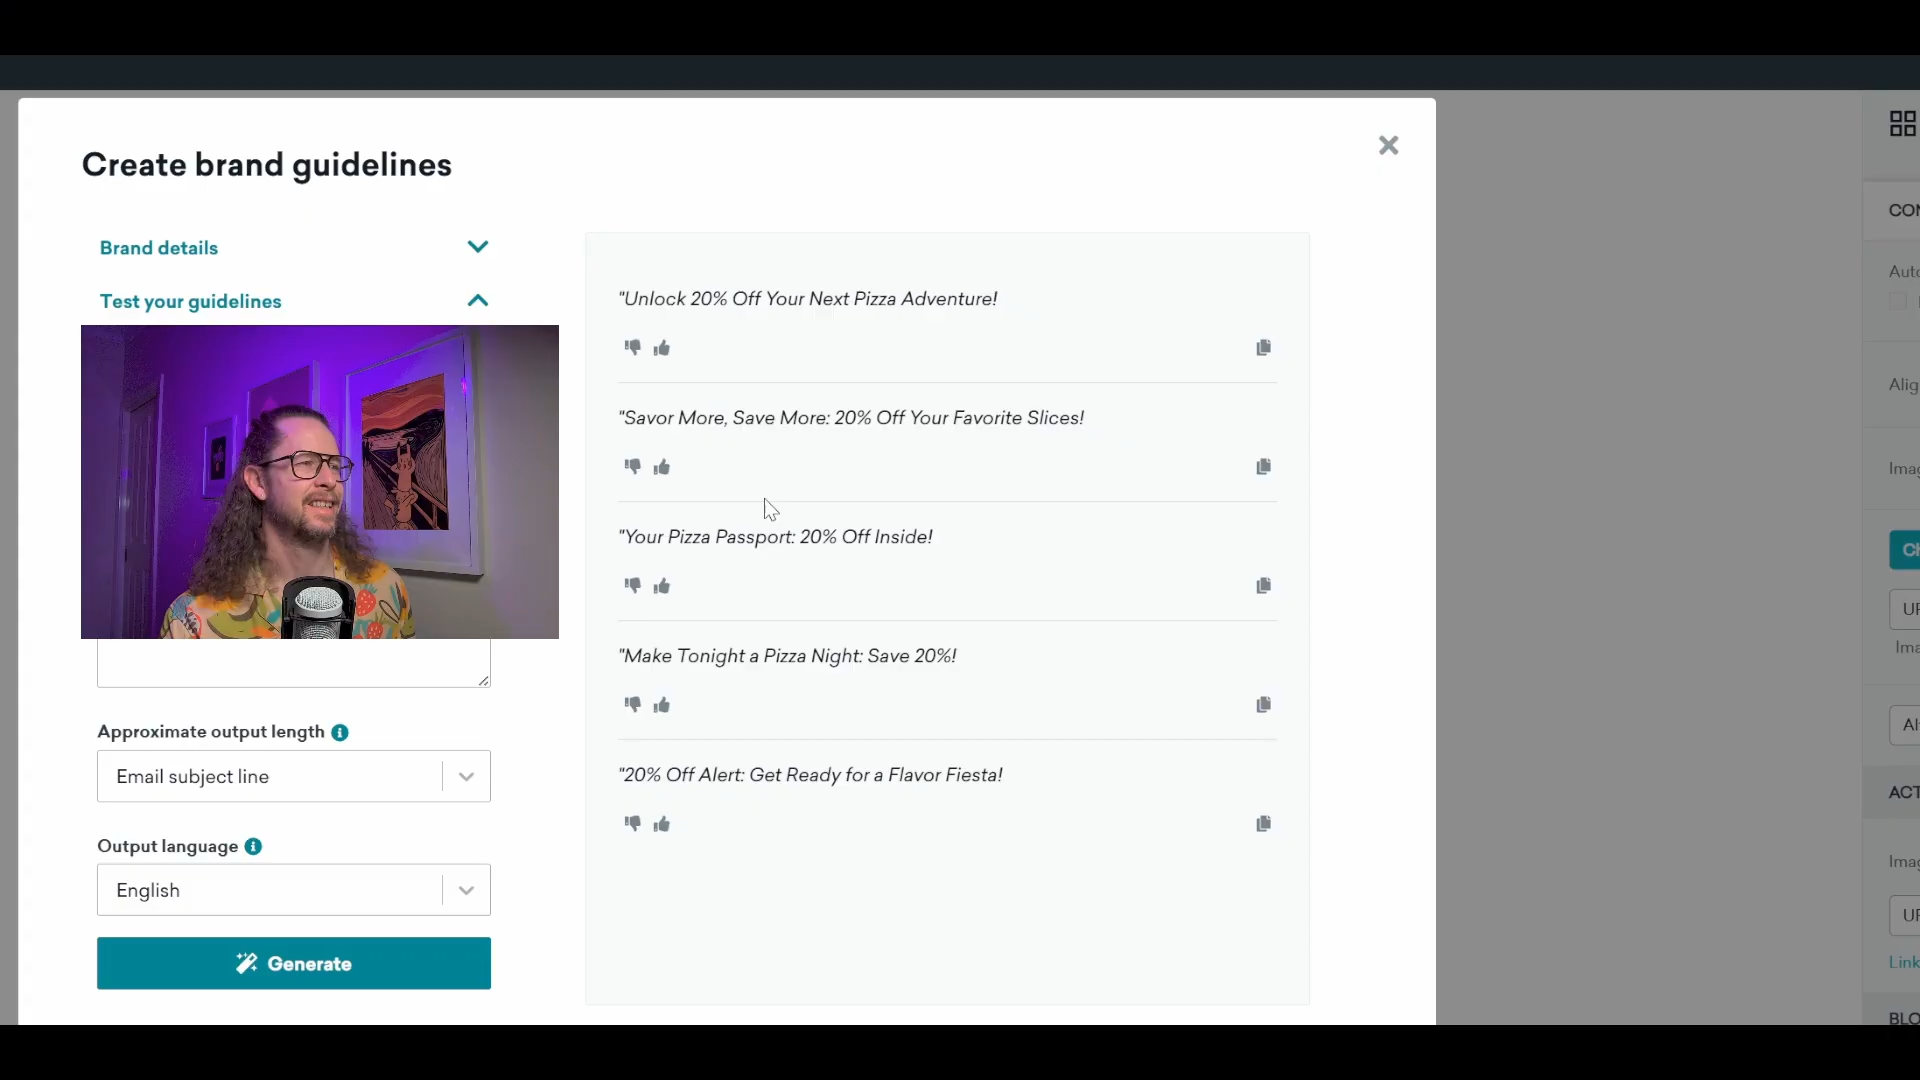 Create brand guidelines
Brand details
Test your guidelines
Approximate output length
Email subject line
Output language
English
Generate
"Unlock 20% Off Your Next Pizza Adventure!
"Savor More, Save More: 20% Off Your Favorite Slices!
"Your Pizza Passport: 20% Off Inside!
"Make Tonight a Pizza Night: Save 20%!
"20% Off Alert: Get Ready for a Flavor Fiesta!
Link